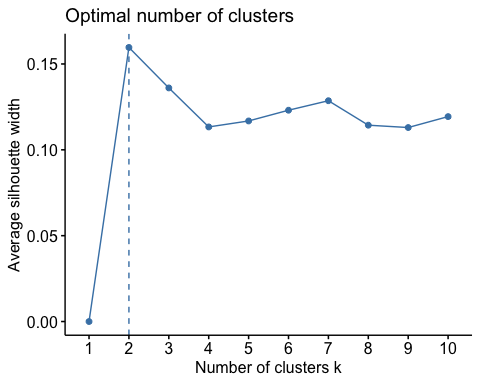 Optimal number of clusters
Average silhouette width
0.15
0.10
0.05
0.00
1 2 3 4 5 6 7 8 9 10
Number of clusters k